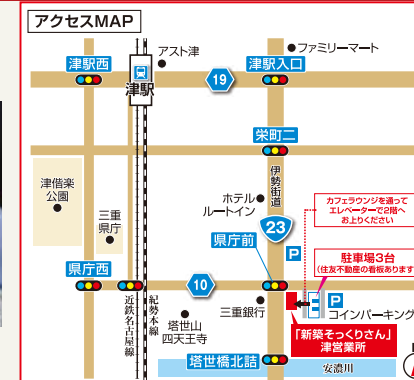 アクセスMAP
アスト津
ファミリーマート
津駅西
津駅
津駅入口
19
栄町二
津偕楽
公園
三重
県庁
ホテル
ルートイン
伊勢街道
23
カフェラウンジを通って
エレベーターで2階へ
お上りください
県庁前
P
駐車場3台
(住友不動産の看板あります
県庁西
10
近鉄名古屋線
紀勢本線
塔世山
四天王寺
三重銀行
P
コインパーキング
「新築そっくりさん」
津営業所
塔世橋北詰
安濃川